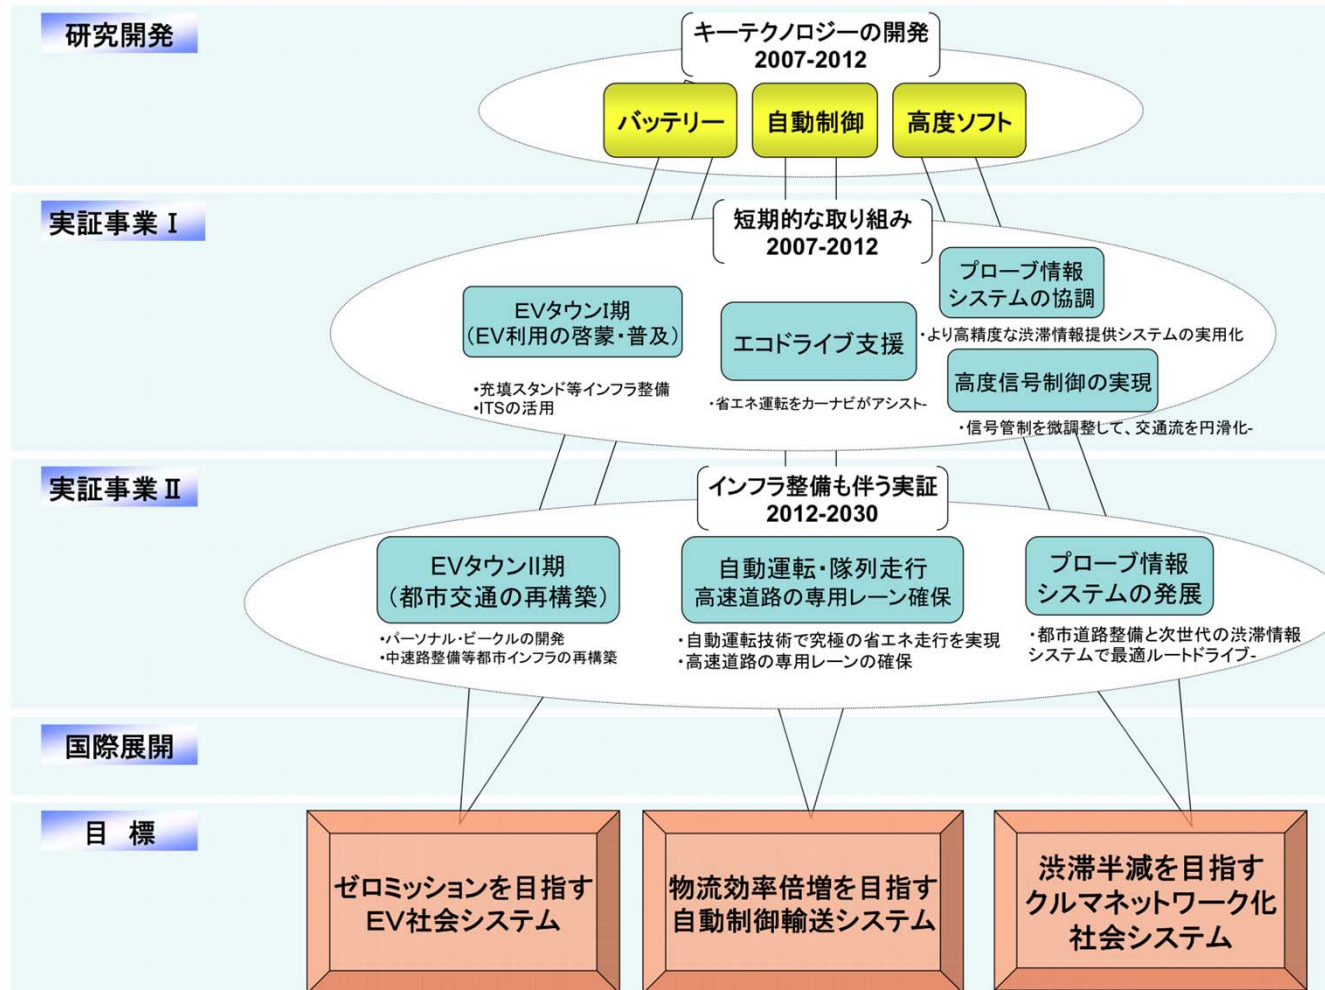 研究開発
キーテクノロジーの開発
2007-2012
バッテリー
自動制御
高度ソフト
実証事業Ⅰ
短期的な取り組み
2007-2012
EVタウンI期
(EV利用の啓蒙・普及)
・充填スタンド等インフラ整備
・ITSの活用
エコドライブ支援
・省エネ運転をカーナビがアシスト-
プローブ情報
システムの協調
・より高精度な渋滞情報提供システムの実用化
高度信号制御の実現
・信号管制を微調整して、交通流を円滑化-
実証事業Ⅱ
インフラ整備も伴う実証
2012-2030
EVタウンII期
(都市交通の再構築)
・パーソナル・ビークルの開発
・中速路整備等都市インフラの再構築
自動運転・隊列走行
高速道路の専用レーン確保
・自動運転技術で究極の省エネ走行を実現
・高速道路の専用レーンの確保
プローブ情報
システムの発展
・都市道路整備と次世代の渋滞情報
システムで最適ルートドライブ-
国際展開
目 標
ゼロミッションを目指す
EV社会システム
物流効率倍増を目指す
自動制御輸送システム
渋滞半減を目指す
クルマネットワーク化
社会システム